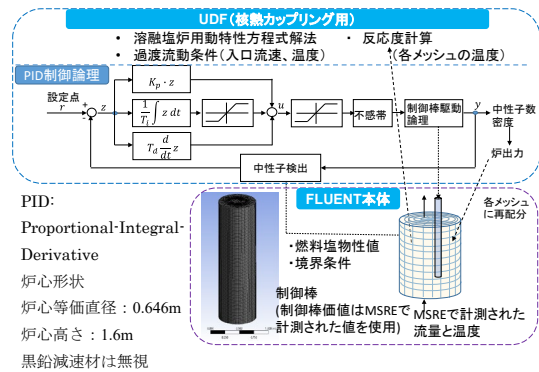 UDF（核熱カップリング用）
• 溶融塩炉用動特性方程式解法
• 過渡流動条件（入口流速、温度）
・ 反応度計算
（各メッシュの温度）
PID制御論理
設定点
r + z
-
K_p · z
1/T_i ∫ z dt
T_d d/dt z
u
不感帯
制御棒駆動
論理
y
中性子数
密度
炉出力
中性子検出
各メッシュ
に再配分
FLUENT本体
・燃料塩物性値
・境界条件
制御棒
(制御棒価値はMSREで
計測された値を使用)
MSREで計測された
流量と温度
PID:
Proportional-Integral-
Derivative
炉心形状
炉心等価直径：0.646m
炉心高さ：1.6m
黒鉛減速材は無視